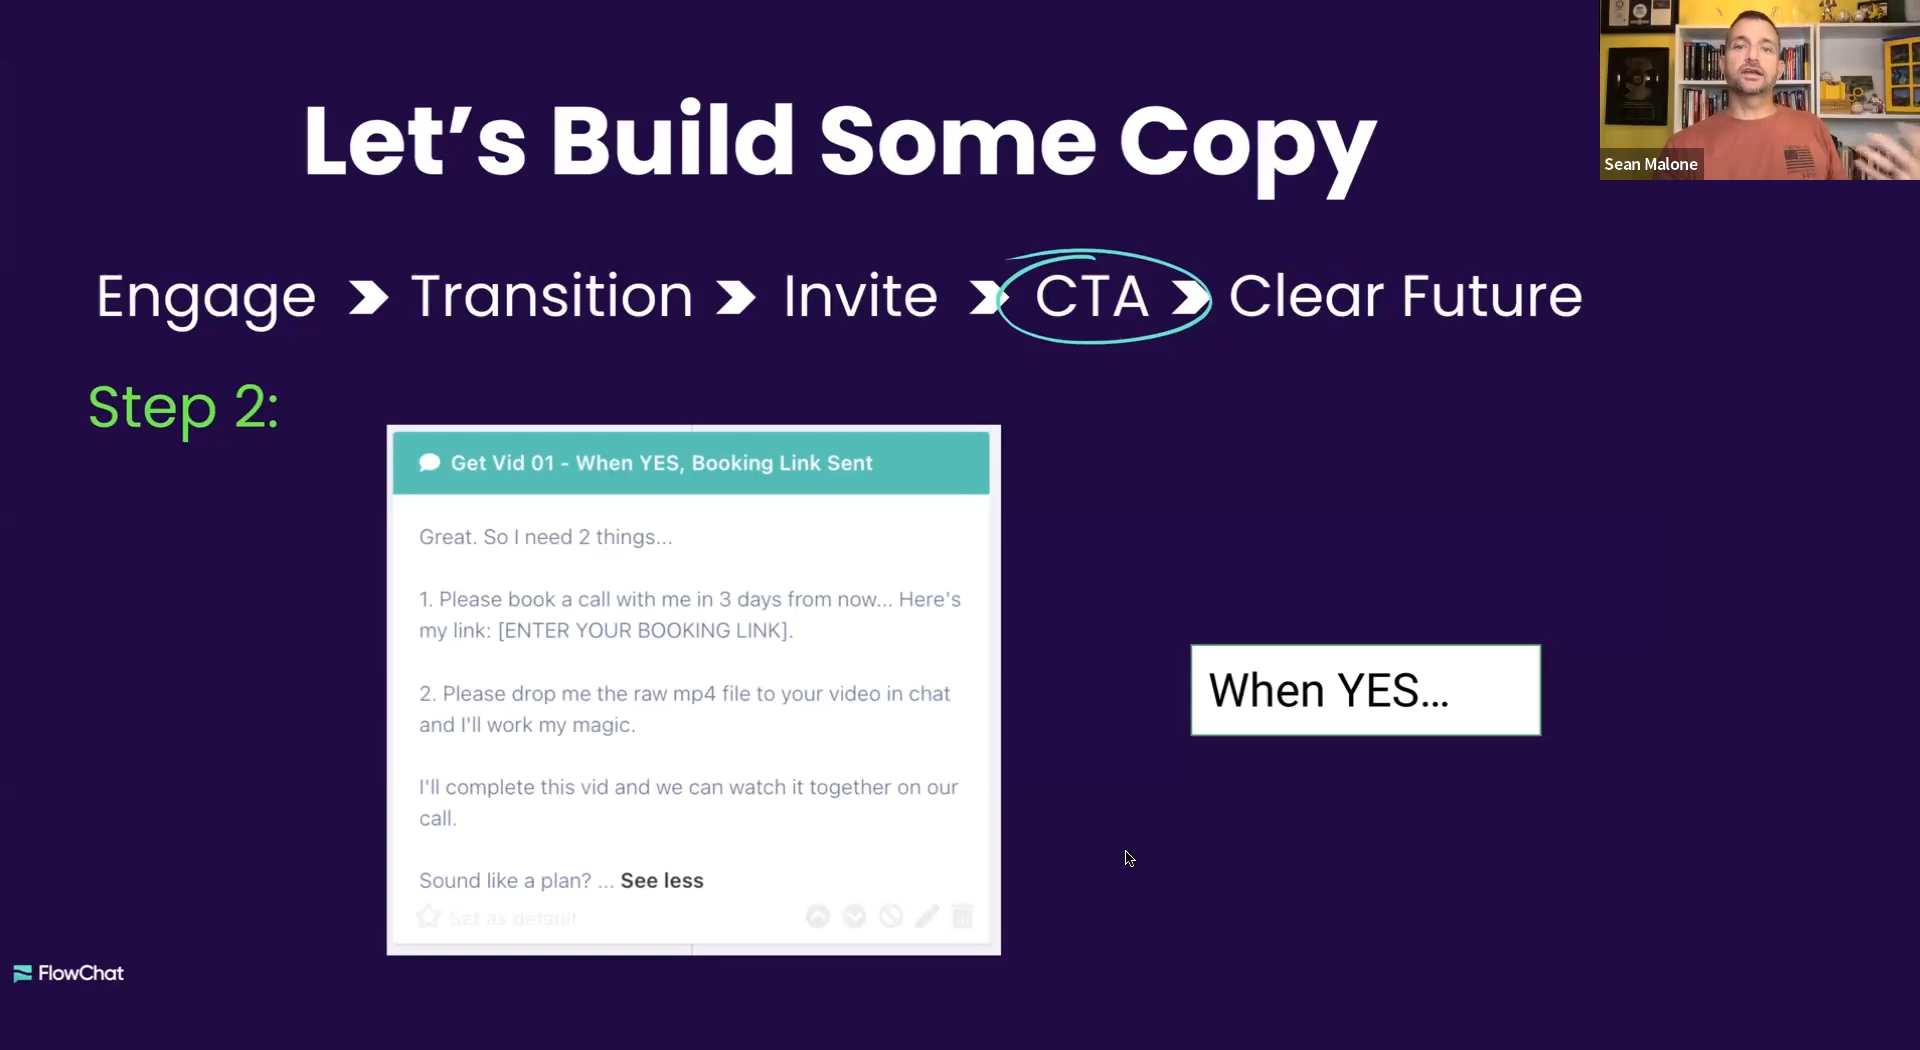 Let's Build Some Copy
Sean Malone
Engage Transition Invite CTA Clear Future
Step 2:
Get Vid 01 - When YES, Booking Link Sent
Great. So I need 2 things...
1. Please book a call with me in 3 days from now... Here's
my link: [ENTER YOUR BOOKING LINK].
2. Please drop me the raw mp4 file to your video in chat
and I'll work my magic.
I'll complete this vid and we can watch it together on our
call.
Sound like a plan? ... See less
Set as default
When YES...
FlowChat